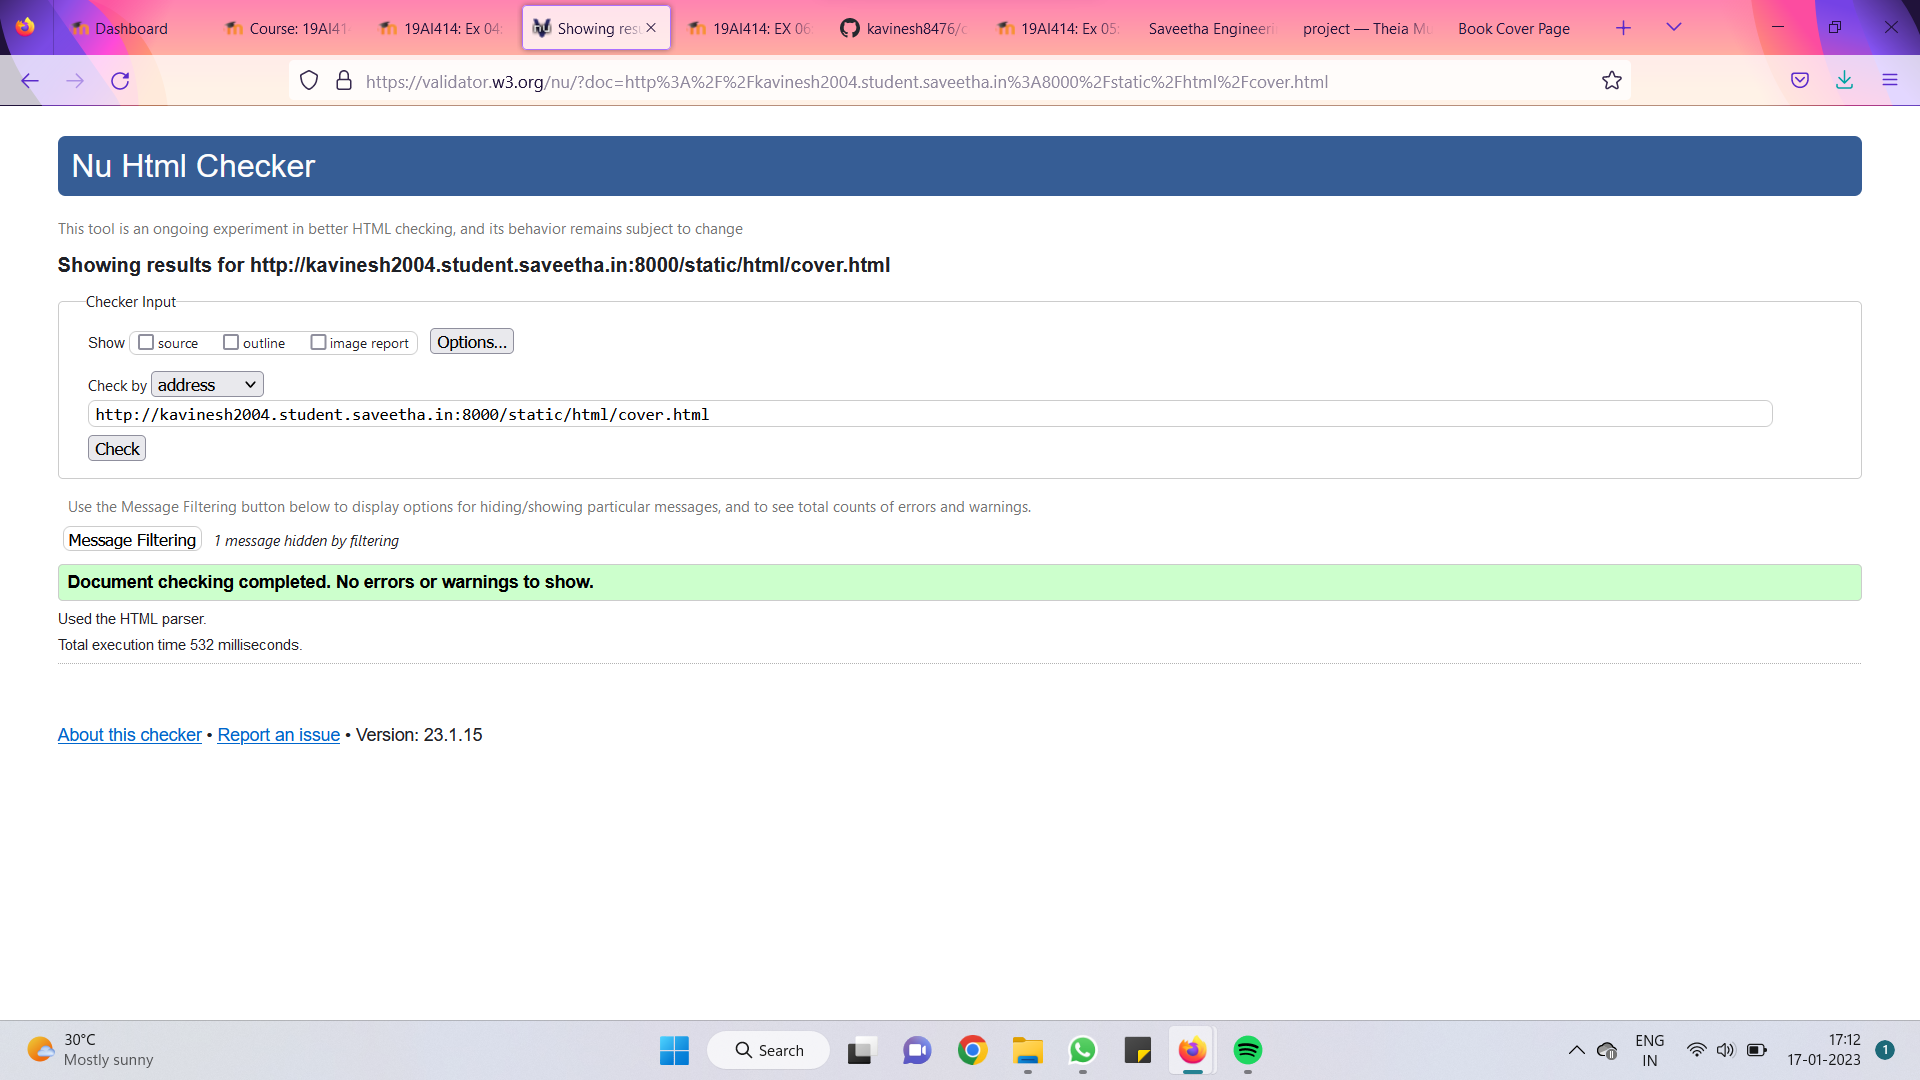 Dashboard
Course: 19AI41
19AI414: Ex 04:
Showing resu
19AI414: EX 06
kavinesh8476/c
19AI414: Ex 05:
Saveetha Engineeri
project — Theia Mu
Book Cover Page
https://validator.w3.org/nu/?doc=http%3A%2F%2Fkavinesh2004.student.saveetha.in%3A8000%2Fstatic%2Fhtml%2Fcover.html
Nu Html Checker
This tool is an ongoing experiment in better HTML checking, and its behavior remains subject to change
Showing results for http://kavinesh2004.student.saveetha.in:8000/static/html/cover.html
Checker Input
Show source outline image report Options...
Check by address
http://kavinesh2004.student.saveetha.in:8000/static/html/cover.html
Check
Use the Message Filtering button below to display options for hiding/showing particular messages, and to see total counts of errors and warnings.
Message Filtering 1 message hidden by filtering
Document checking completed. No errors or warnings to show.
Used the HTML parser.
Total execution time 532 milliseconds.
About this checker • Report an issue • Version: 23.1.15
30°C
Mostly sunny
Search
ENG
IN
17:12
17-01-2023
1